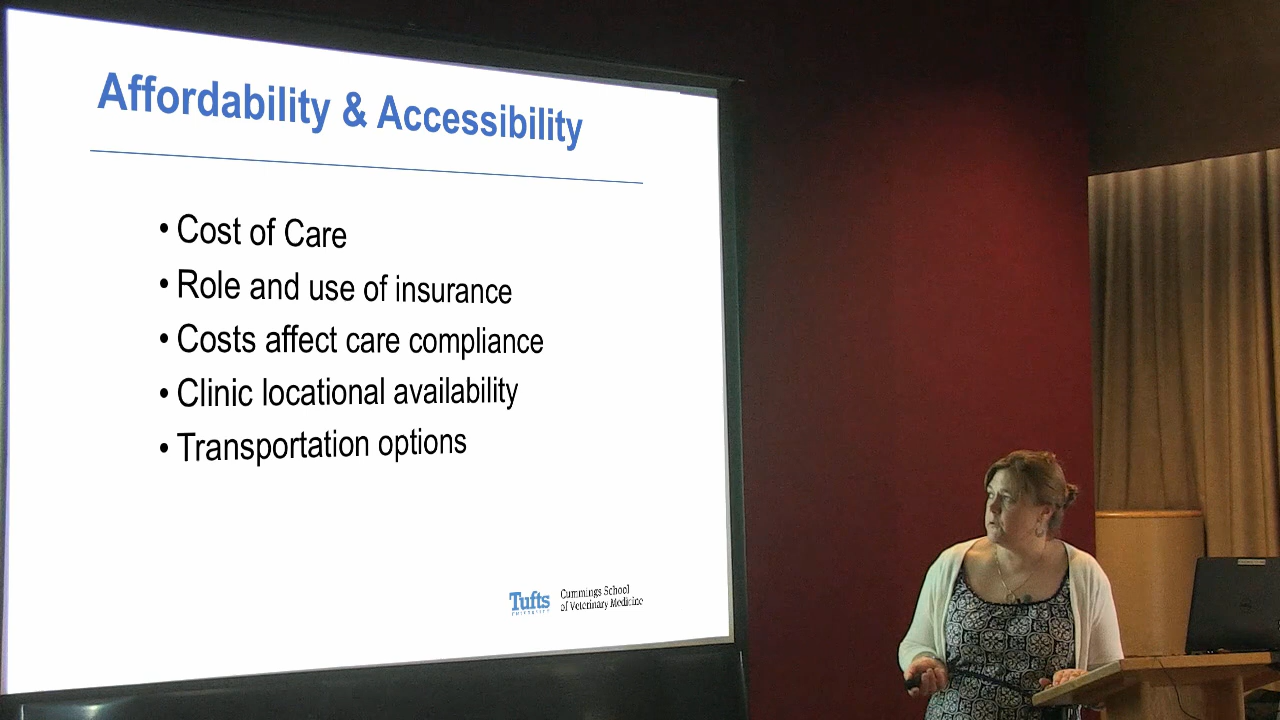 Affordability & Accessibility
• Cost of Care
• Role and use of insurance
• Costs affect care compliance
• Clinic locational availability
• Transportation options
Tufts
UNIVERSITY
Cummings School
of Veterinary Medicine